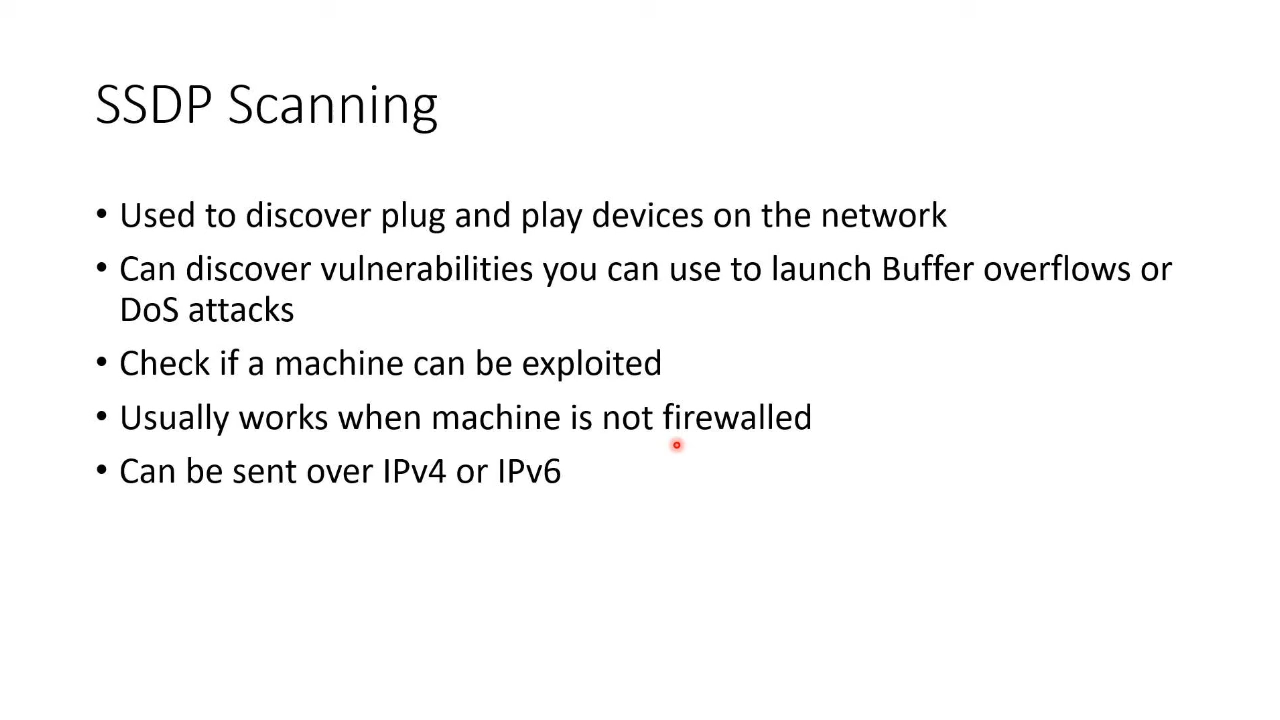 SSDP Scanning
• Used to discover plug and play devices on the network
• Can discover vulnerabilities you can use to launch Buffer overflows or
DoS attacks
• Check if a machine can be exploited
• Usually works when machine is not firewalled
• Can be sent over IPv4 or IPv6